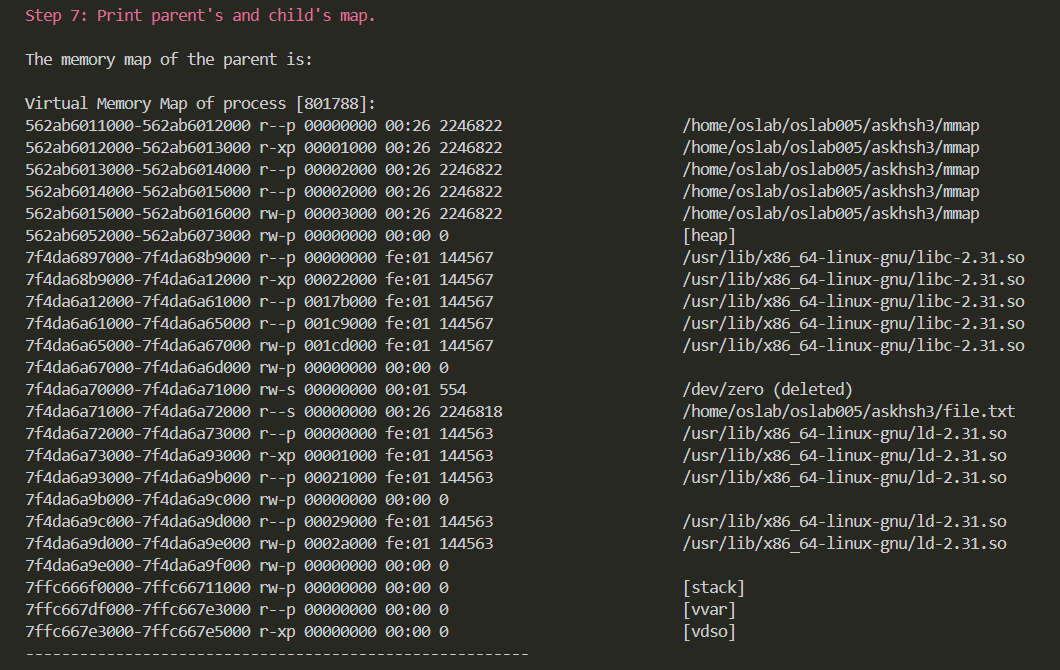 Step 7: Print parent's and child's map.
The memory map of the parent is:
Virtual Memory Map of process [801788]:
562ab6011000-562ab6012000 r--p 00000000 00:26 2246822 /home/oslab/oslab005/askhsh3/mmap
562ab6012000-562ab6013000 r-xp 00001000 00:26 2246822 /home/oslab/oslab005/askhsh3/mmap
562ab6013000-562ab6014000 r--p 00002000 00:26 2246822 /home/oslab/oslab005/askhsh3/mmap
562ab6014000-562ab6015000 r--p 00002000 00:26 2246822 /home/oslab/oslab005/askhsh3/mmap
562ab6015000-562ab6016000 rw-p 00003000 00:26 2246822 /home/oslab/oslab005/askhsh3/mmap
562ab6052000-562ab6073000 rw-p 00000000 00:00 0 [heap]
7f4da6897000-7f4da68b9000 r--p 00000000 fe:01 144567 /usr/lib/x86_64-linux-gnu/libc-2.31.so
7f4da68b9000-7f4da6a12000 r-xp 00022000 fe:01 144567 /usr/lib/x86_64-linux-gnu/libc-2.31.so
7f4da6a12000-7f4da6a61000 r--p 0017b000 fe:01 144567 /usr/lib/x86_64-linux-gnu/libc-2.31.so
7f4da6a61000-7f4da6a65000 r--p 001c9000 fe:01 144567 /usr/lib/x86_64-linux-gnu/libc-2.31.so
7f4da6a65000-7f4da6a67000 rw-p 001cd000 fe:01 144567 /usr/lib/x86_64-linux-gnu/libc-2.31.so
7f4da6a67000-7f4da6a6d000 rw-p 00000000 00:00 0
7f4da6a70000-7f4da6a71000 rw-s 00000000 00:01 554 /dev/zero (deleted)
7f4da6a71000-7f4da6a72000 r--s 00000000 00:26 2246818 /home/oslab/oslab005/askhsh3/file.txt
7f4da6a72000-7f4da6a73000 r--p 00000000 fe:01 144563 /usr/lib/x86_64-linux-gnu/ld-2.31.so
7f4da6a73000-7f4da6a93000 r-xp 00001000 fe:01 144563 /usr/lib/x86_64-linux-gnu/ld-2.31.so
7f4da6a93000-7f4da6a9b000 r--p 00021000 fe:01 144563 /usr/lib/x86_64-linux-gnu/ld-2.31.so
7f4da6a9b000-7f4da6a9c000 rw-p 00000000 00:00 0
7f4da6a9c000-7f4da6a9d000 r--p 00029000 fe:01 144563 /usr/lib/x86_64-linux-gnu/ld-2.31.so
7f4da6a9d000-7f4da6a9e000 rw-p 0002a000 fe:01 144563 /usr/lib/x86_64-linux-gnu/ld-2.31.so
7f4da6a9e000-7f4da6a9f000 rw-p 00000000 00:00 0
7ffc666f0000-7ffc66711000 rw-p 00000000 00:00 0 [stack]
7ffc667df000-7ffc667e3000 r--p 00000000 00:00 0 [vvar]
7ffc667e3000-7ffc667e5000 r-xp 00000000 00:00 0 [vdso]
--------------------------------------------------------